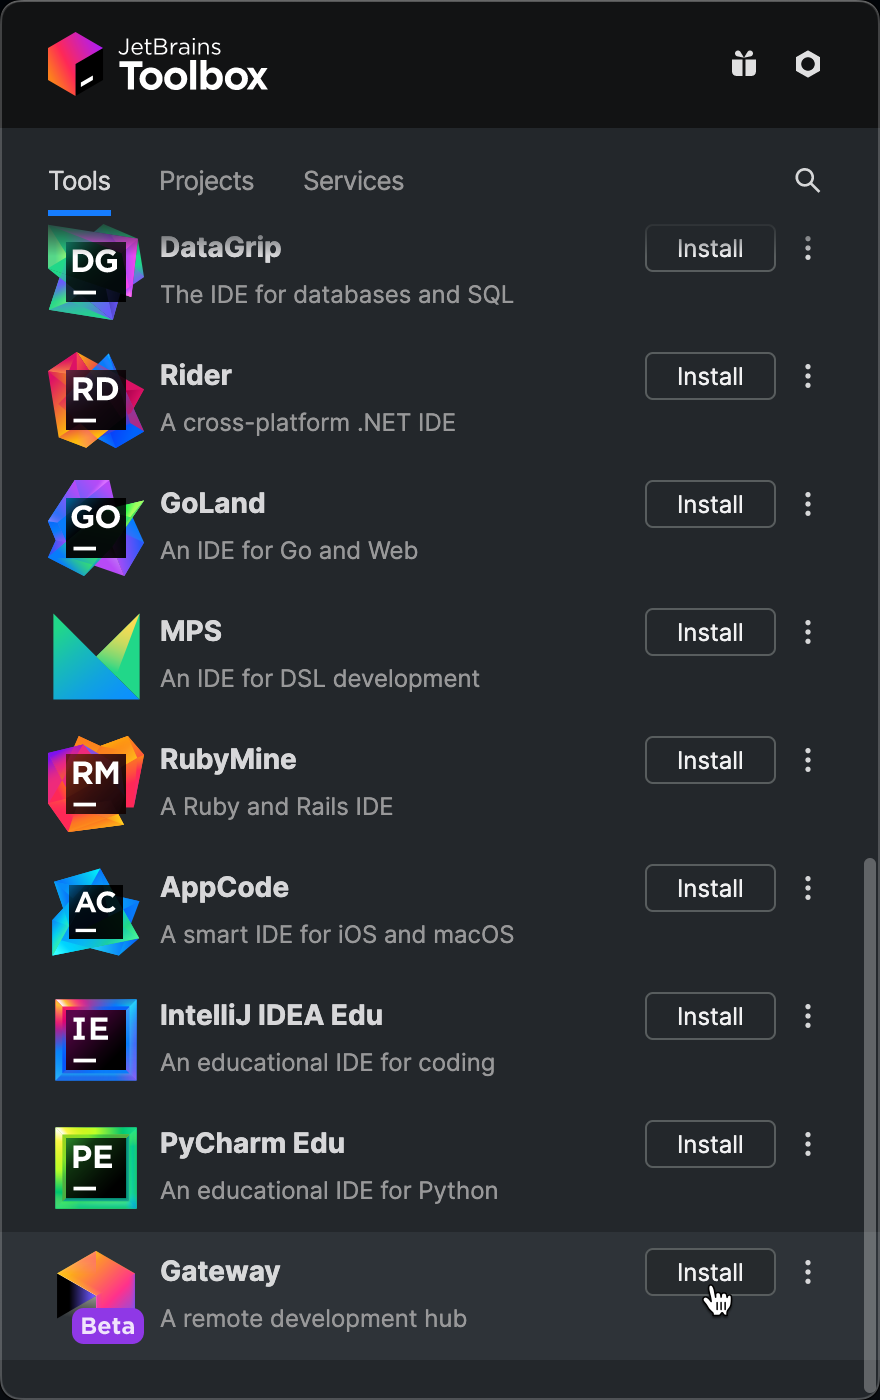 JetBrains
Toolbox
Tools Projects Services
DG DataGrip Install
The IDE for databases and SQL
RD Rider Install
A cross-platform .NET IDE
GO GoLand Install
An IDE for Go and Web
MPS Install
An IDE for DSL development
RM RubyMine Install
A Ruby and Rails IDE
AC AppCode Install
A smart IDE for iOS and macOS
IE IntelliJ IDEA Edu Install
An educational IDE for coding
PE PyCharm Edu Install
An educational IDE for Python
Gateway Install
Beta A remote development hub